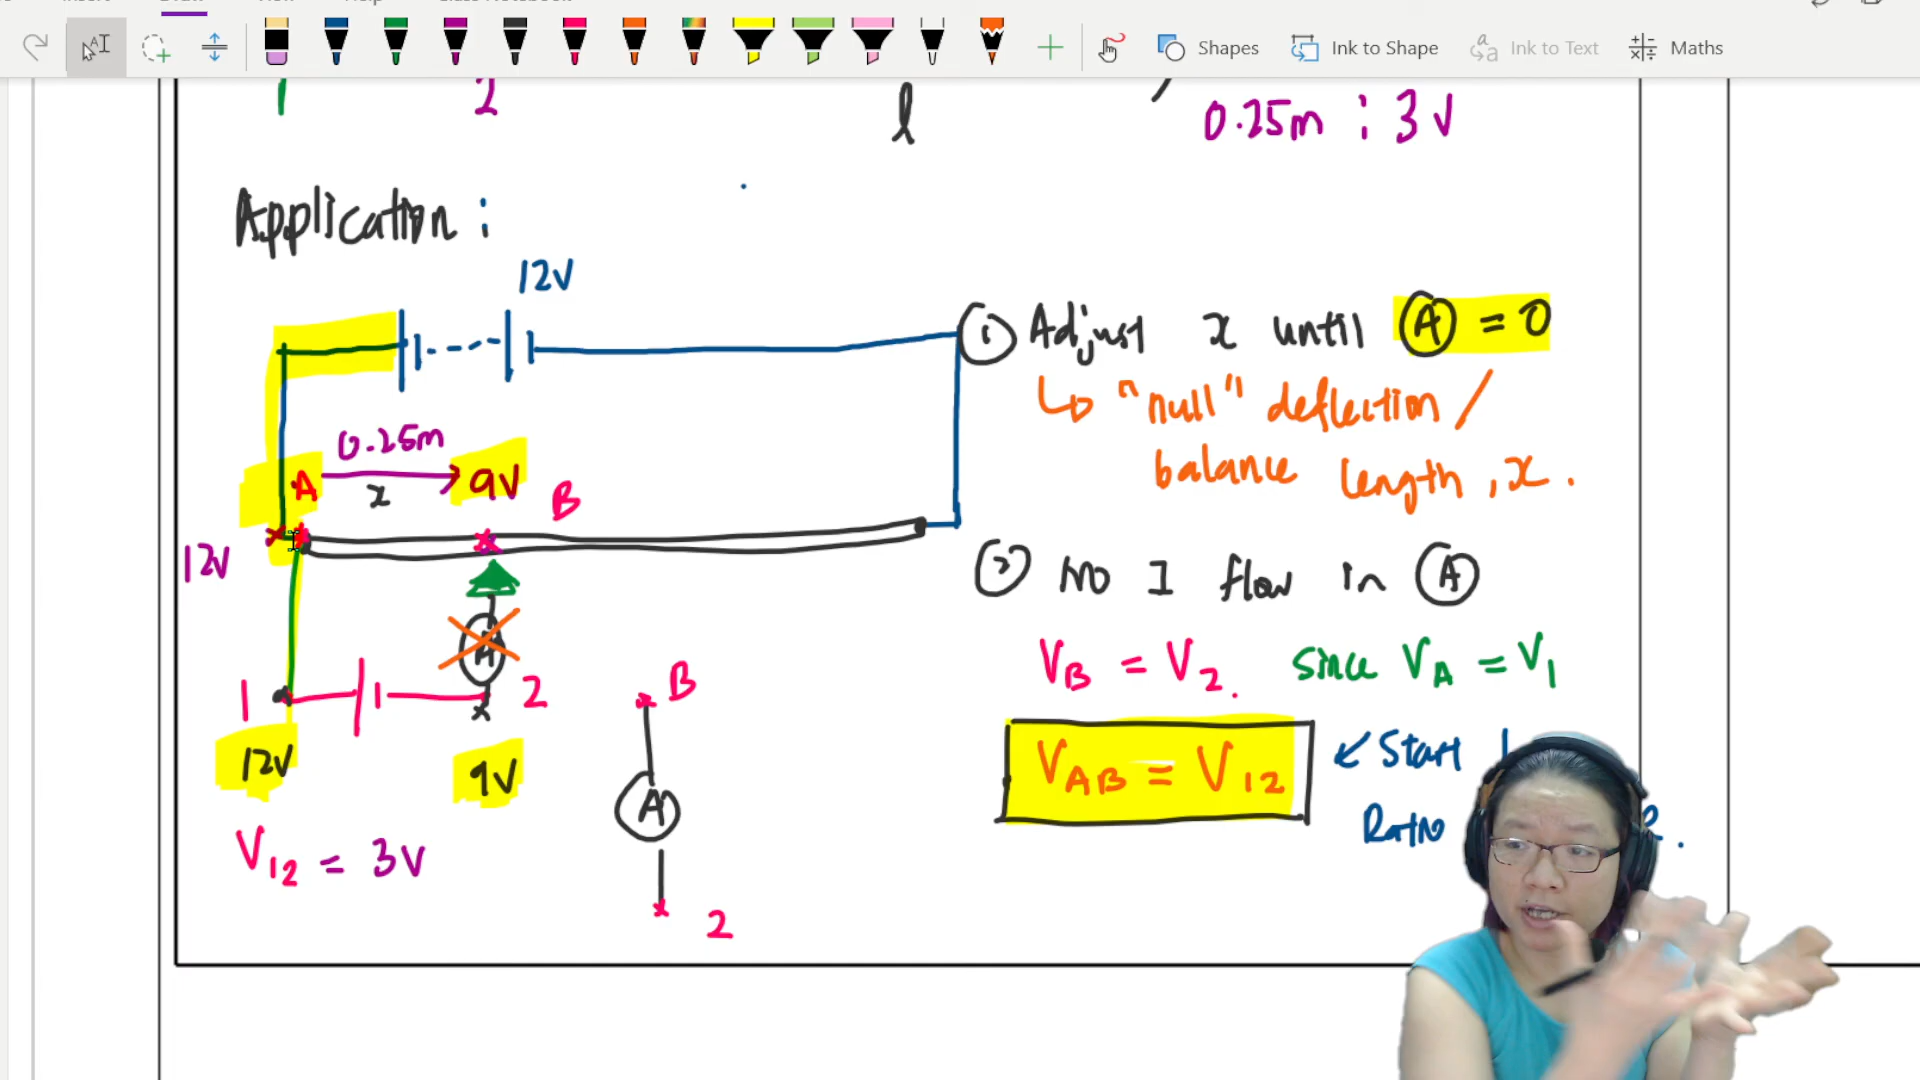 Shapes
Ink to Shape
Ink to Text
Maths
1
2
l
0.25m : 3V
Application :
12V
0.25m
A
x
9V
B
12V
1
A
2
12V
9V
V12 = 3V
B
A
2
① Adjust x until Ⓐ = 0
↳ "null" deflection /
balance length, x.
② No I flow in Ⓐ
VB = V2. since VA = V1
VAB = V12
↙ Start
Ratio